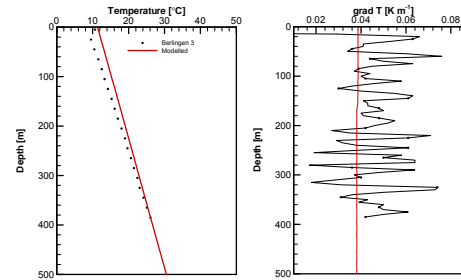 Temperature [°C]
0 10 20 30 40 50
0
100
200
300
400
500
Depth [m]
Berlingen 3
Modelled
grad T [K m⁻¹]
0.02 0.04 0.06 0.08
0
100
200
300
400
500
Depth [m]